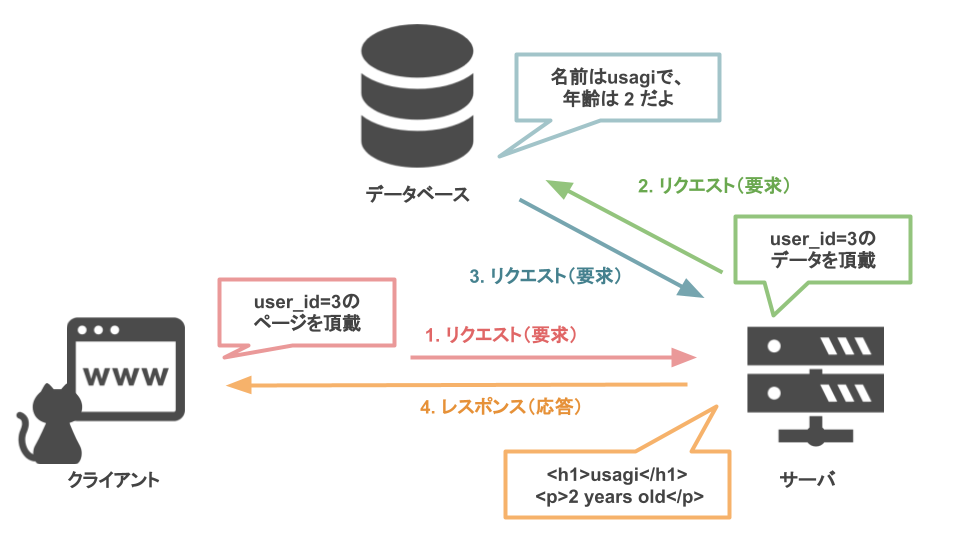 名前はusagiで、
年齢は 2 だよ
データベース
2. リクエスト（要求）
user_id=3の
データを頂戴
3. リクエスト（要求）
user_id=3の
ページを頂戴
www
1. リクエスト（要求）
4. レスポンス（応答）
クライアント
<h1>usagi</h1>
<p>2 years old</p>
サーバ